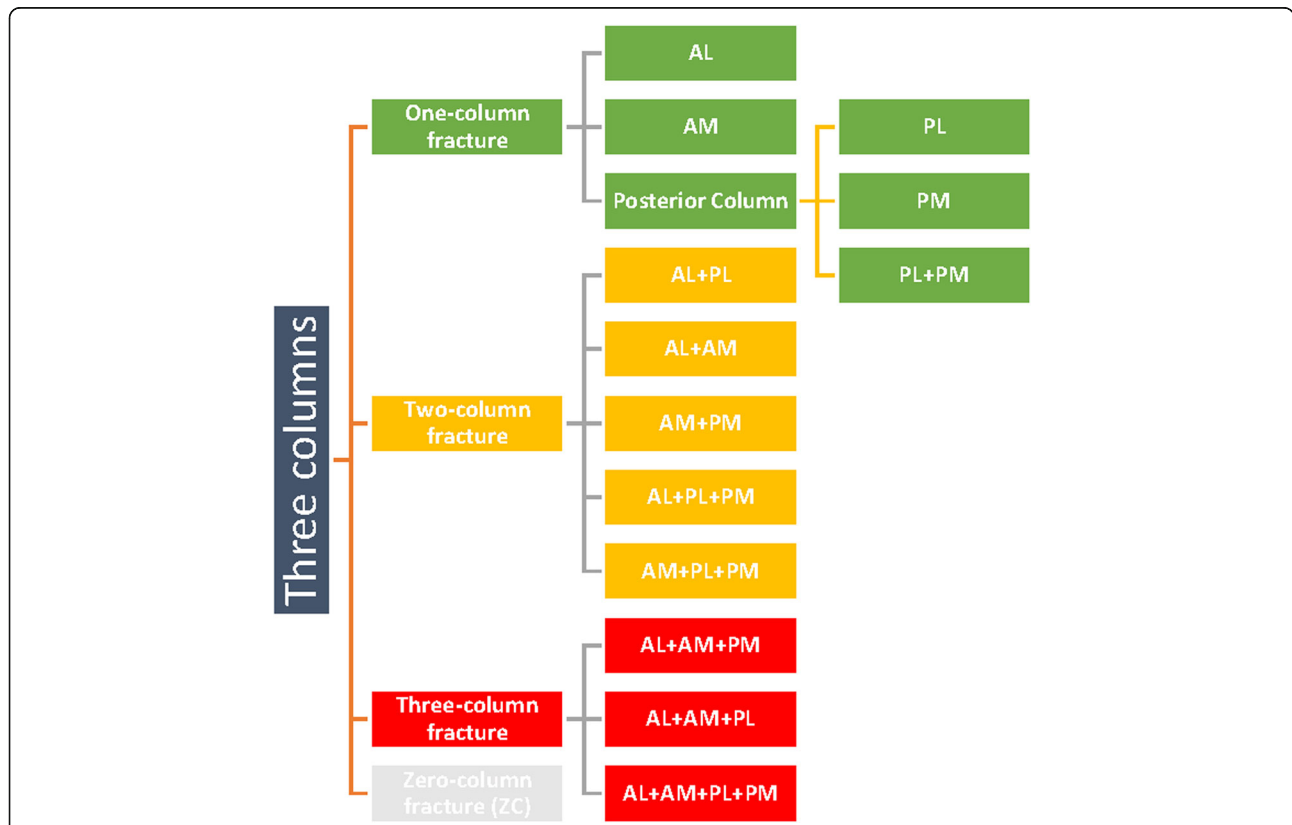 Three columns
One-column
fracture
AL
AM
Posterior Column
PL
PM
PL+PM
Two-column
fracture
AL+PL
AL+AM
AM+PM
AL+PL+PM
AM+PL+PM
Three-column
fracture
AL+AM+PM
AL+AM+PL
AL+AM+PL+PM
Zero-column
fracture (ZC)